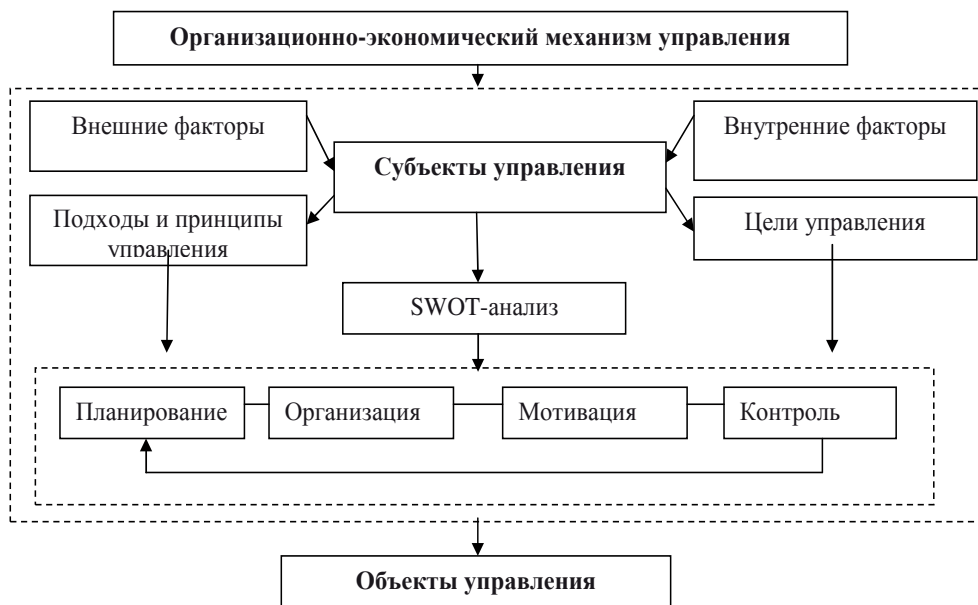 Организационно-экономический механизм управления
Внешние факторы
Внутренние факторы
Субъекты управления
Подходы и принципы
управления
Цели управления
SWOT-анализ
Планирование
Организация
Мотивация
Контроль
Объекты управления